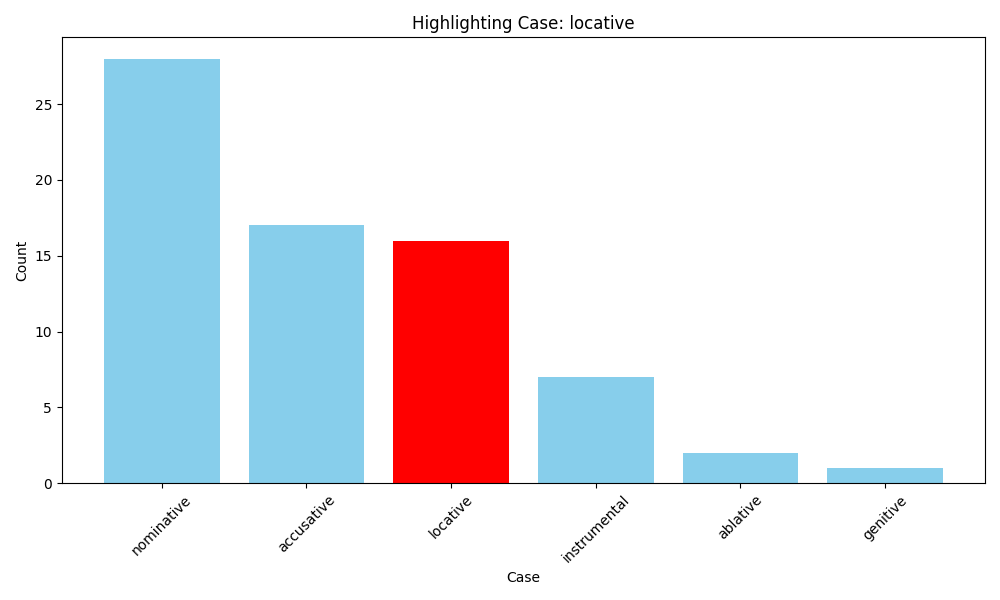 Highlighting Case: locative
Count
25
20
15
10
5
0
nominative
accusative
locative
instrumental
ablative
genitive
Case